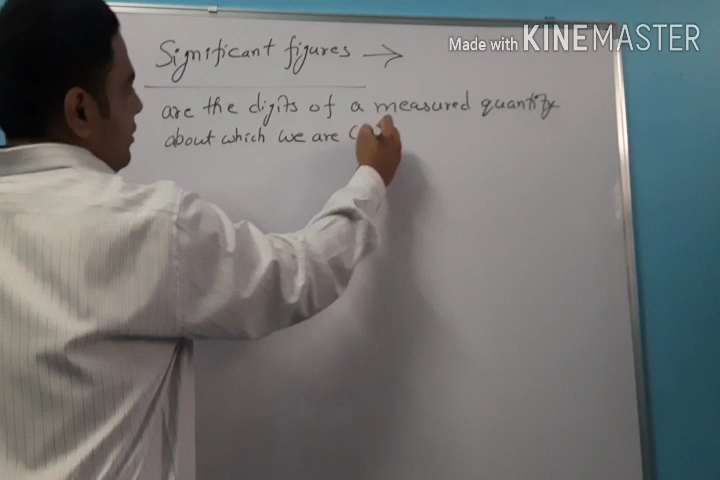 Made with KINEMASTER
Significant figures →
are the digits of a measured quantity
about which we are